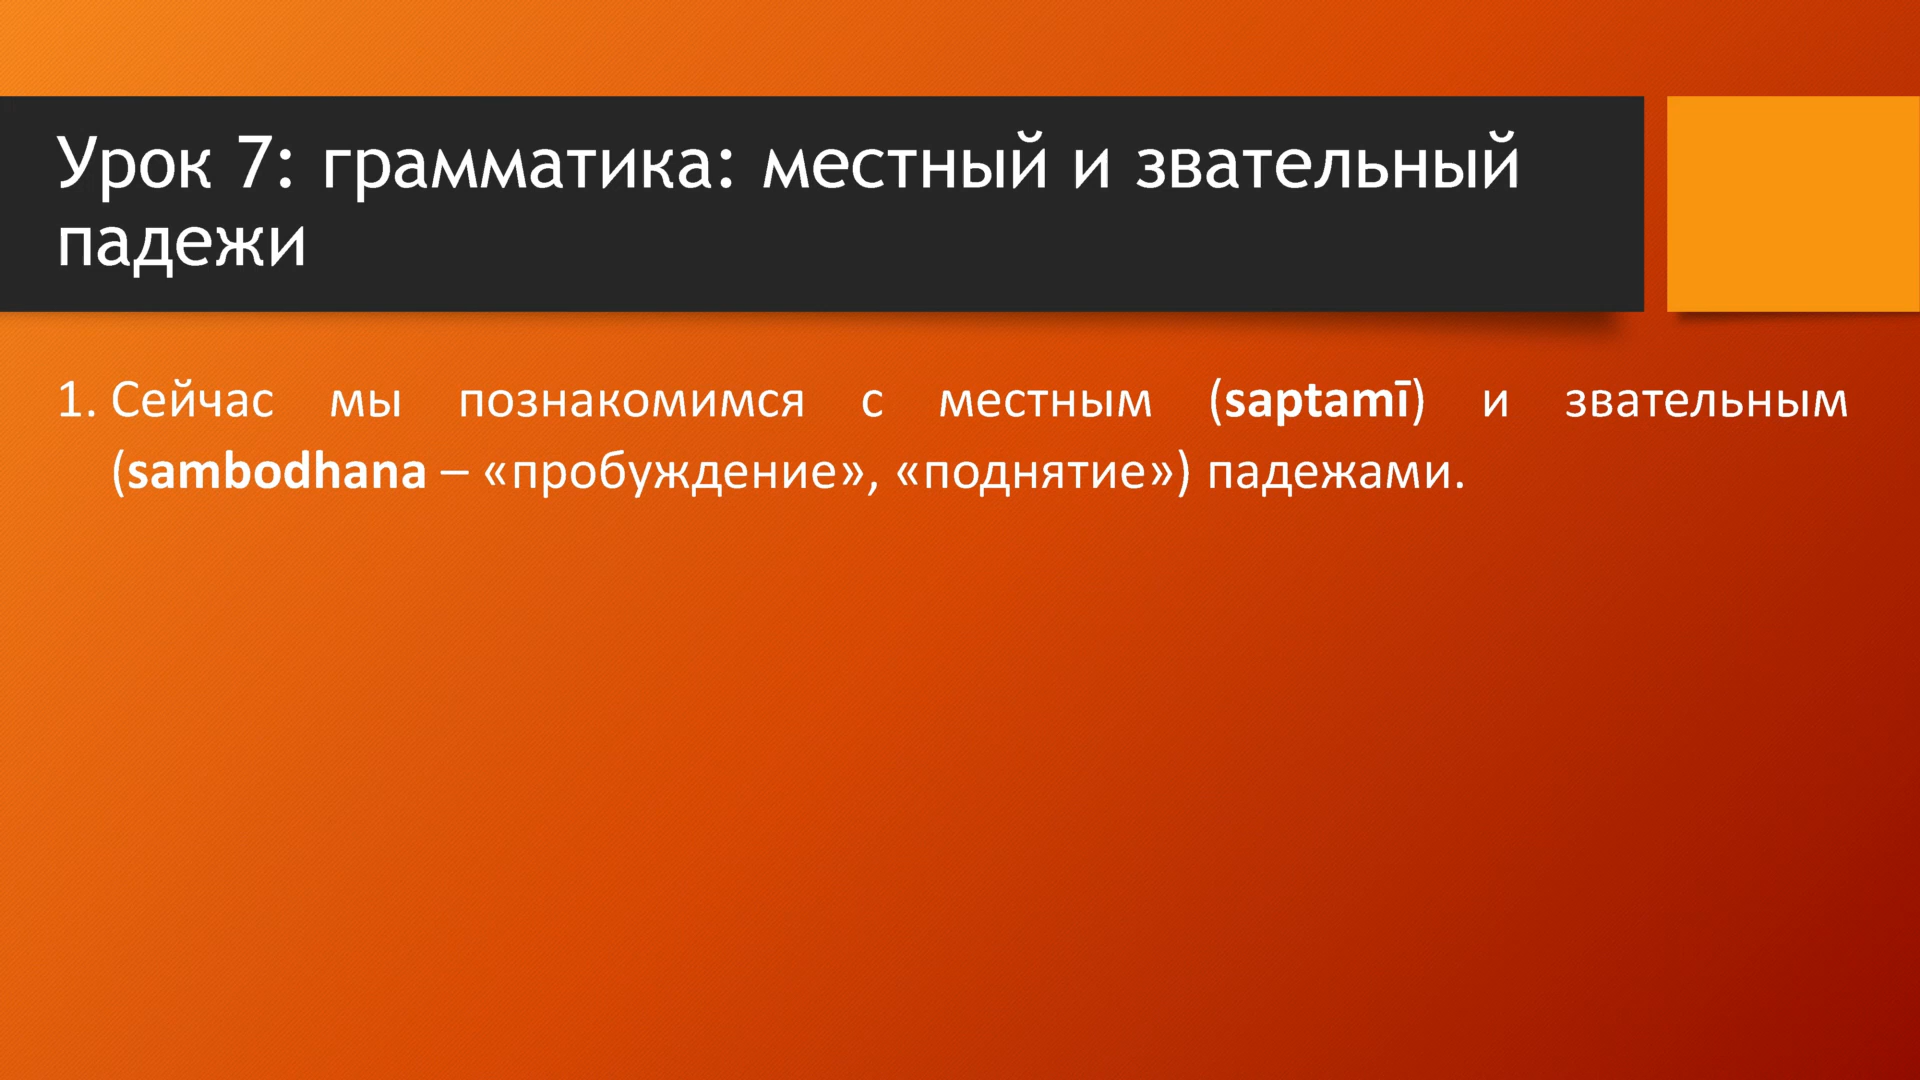 Урок 7: грамматика: местный и звательный
падежи
1. Сейчас мы познакомимся с местным (saptamī) и звательным
(sambodhana – «пробуждение», «поднятие») падежами.